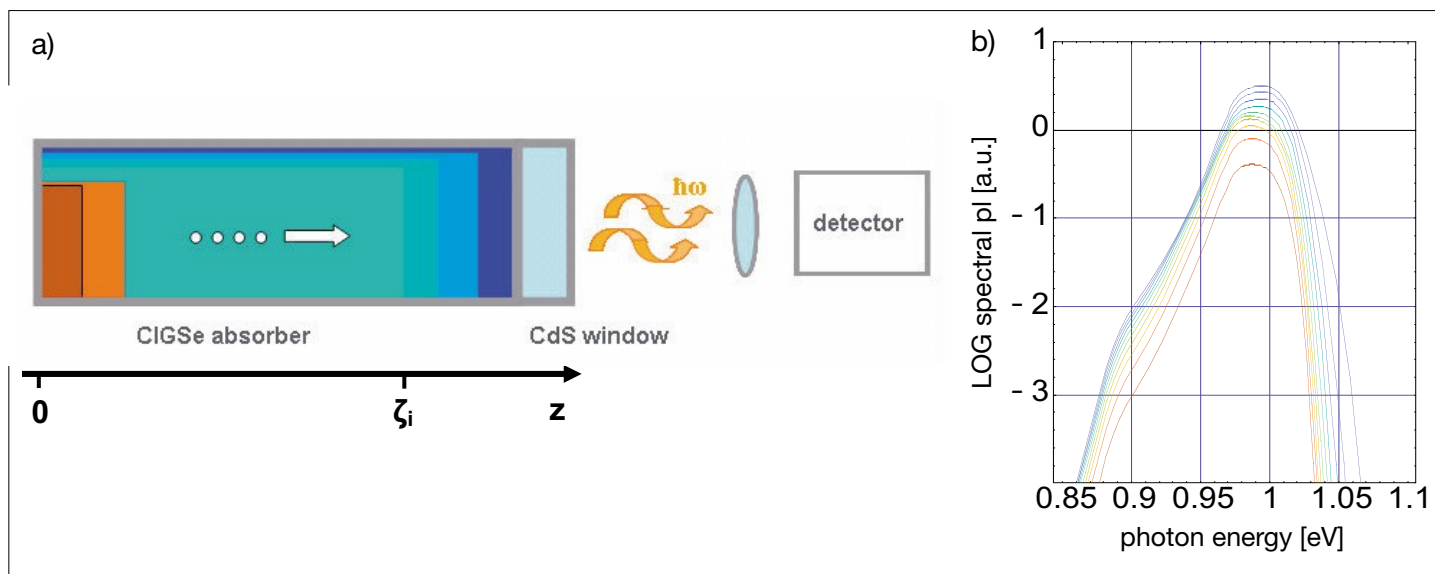 a)
ħω
detector
CIGSe absorber
CdS window
0
ζi
z
b)
LOG spectral pl [a.u.]
1
0
- 1
- 2
- 3
0.85 0.9 0.95 1 1.05 1.1
photon energy [eV]